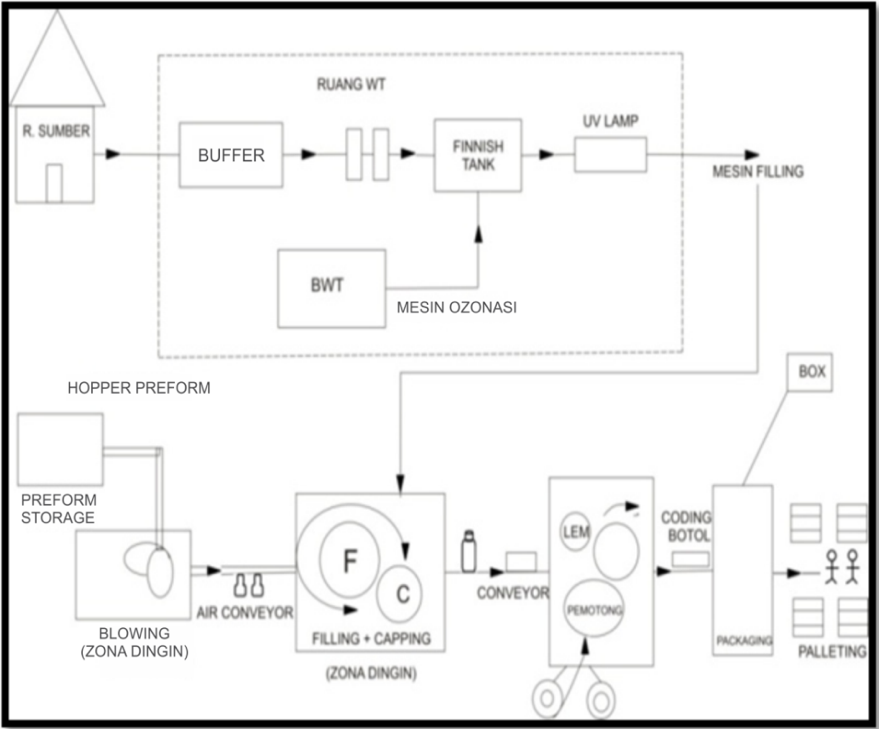 RUANG WT
R. SUMBER
BUFFER
FINNISH
TANK
UV LAMP
MESIN FILLING
BWT
MESIN OZONASI
HOPPER PREFORM
BOX
PREFORM
STORAGE
BLOWING
(ZONA DINGIN)
AIR CONVEYOR
F
C
FILLING + CAPPING
(ZONA DINGIN)
CONVEYOR
LEM
PEMOTONG
CODING
BOTOL
PACKAGING
PALLETING